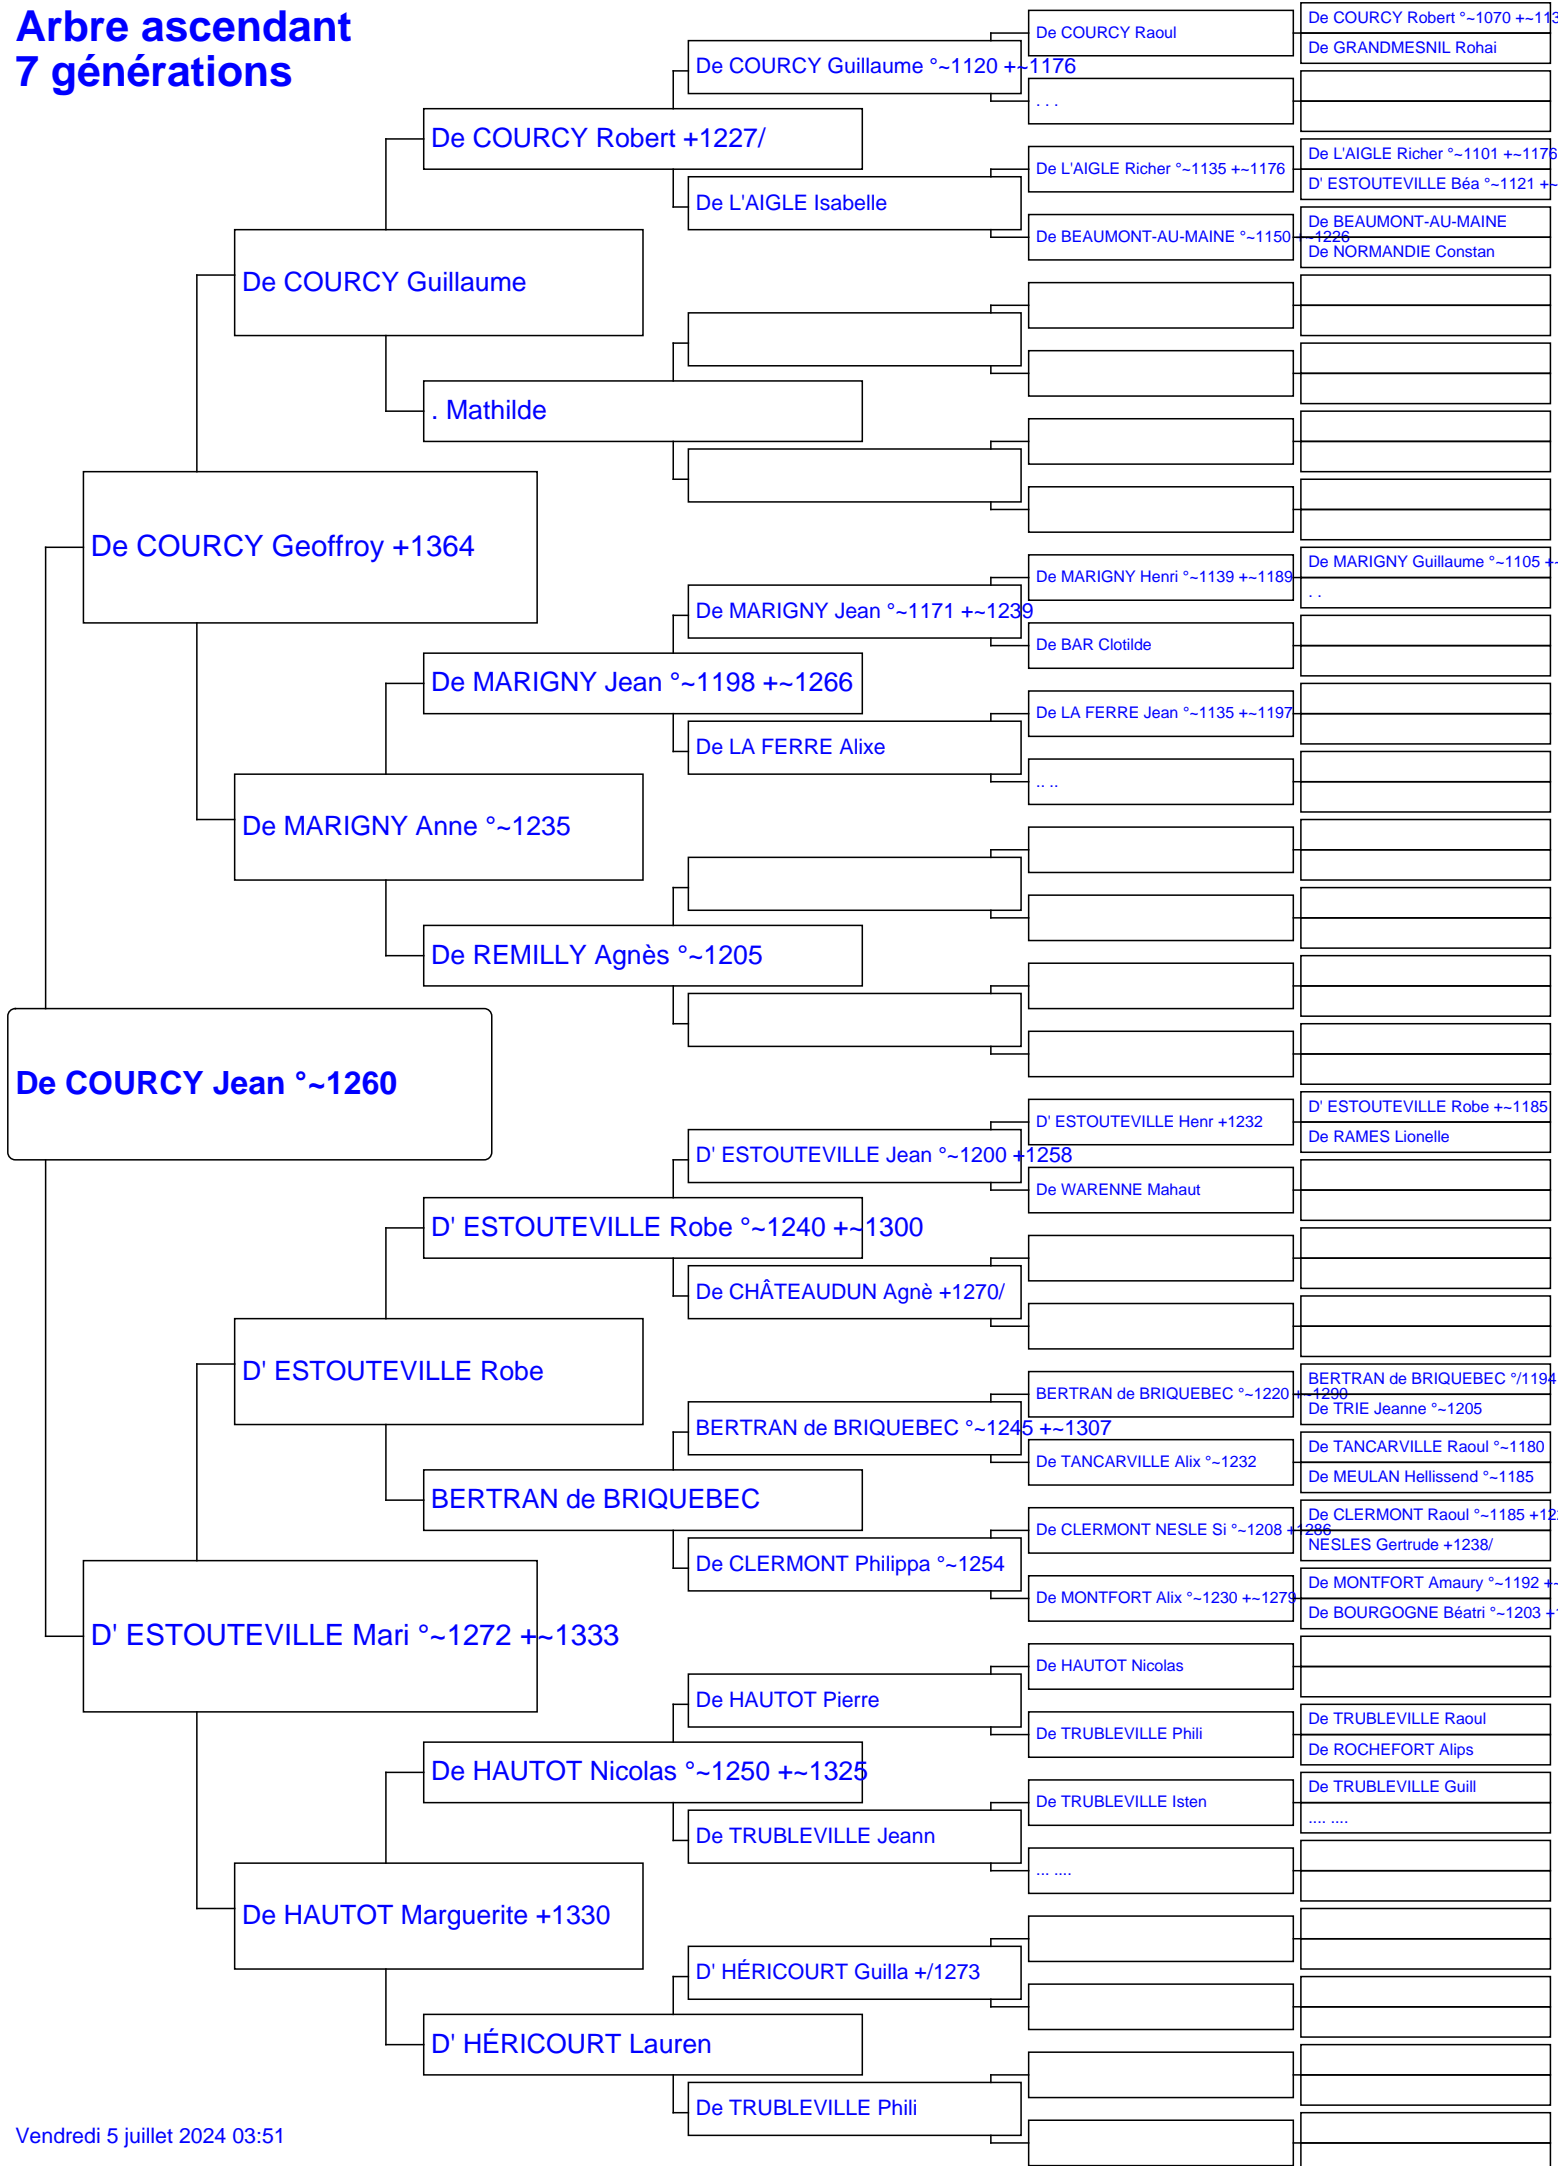 Arbre ascendant
7 générations
De COURCY Jean °~1260
De COURCY Geoffroy +1364
D' ESTOUTEVILLE Mari °~1272 +~1333
De COURCY Guillaume
De MARIGNY Anne °~1235
D' ESTOUTEVILLE Robe
De HAUTOT Marguerite +1330
De COURCY Robert +1227/
. Mathilde
De MARIGNY Jean °~1198 +~1266
De REMILLY Agnès °~1205
D' ESTOUTEVILLE Robe °~1240 +~1300
BERTRAN de BRIQUEBEC
De HAUTOT Nicolas °~1250 +~1325
D' HÉRICOURT Lauren
De COURCY Guillaume °~1120 +~1176
De L'AIGLE Isabelle
De MARIGNY Jean °~1171 +~1239
De LA FERRE Alixe
D' ESTOUTEVILLE Jean °~1200 +1258
De CHÂTEAUDUN Agnè +1270/
BERTRAN de BRIQUEBEC °~1245 +~1307
De CLERMONT Philippa °~1254
De HAUTOT Pierre
De TRUBLEVILLE Jeann
D' HÉRICOURT Guilla +/1273
De TRUBLEVILLE Phili
De COURCY Raoul
. . .
De L'AIGLE Richer °~1135 +~1176
De BEAUMONT-AU-MAINE °~1150 +~1226
De MARIGNY Henri °~1139 +~1189
De BAR Clotilde
De LA FERRE Jean °~1135 +~1197
.. ..
D' ESTOUTEVILLE Henr +1232
De WARENNE Mahaut
BERTRAN de BRIQUEBEC °~1220 +~1290
De TANCARVILLE Alix °~1232
De CLERMONT NESLE Si °~1208 +1286
De MONTFORT Alix °~1230 +~1279
De HAUTOT Nicolas
De TRUBLEVILLE Phili
De TRUBLEVILLE Isten
... ....
De COURCY Robert °~1070 +~113
De GRANDMESNIL Rohai
De L'AIGLE Richer °~1101 +~1176
D' ESTOUTEVILLE Béa °~1121 +~
De BEAUMONT-AU-MAINE
De NORMANDIE Constan
De MARIGNY Guillaume °~1105 +~
. .
D' ESTOUTEVILLE Robe +~1185
De RAMES Lionelle
BERTRAN de BRIQUEBEC °/1194
De TRIE Jeanne °~1205
De TANCARVILLE Raoul °~1180
De MEULAN Hellissend °~1185
De CLERMONT Raoul °~1185 +12
NESLES Gertrude +1238/
De MONTFORT Amaury °~1192 +~
De BOURGOGNE Béatri °~1203 +1
De TRUBLEVILLE Raoul
De ROCHEFORT Alips
De TRUBLEVILLE Guill
.... ....
Vendredi 5 juillet 2024 03:51